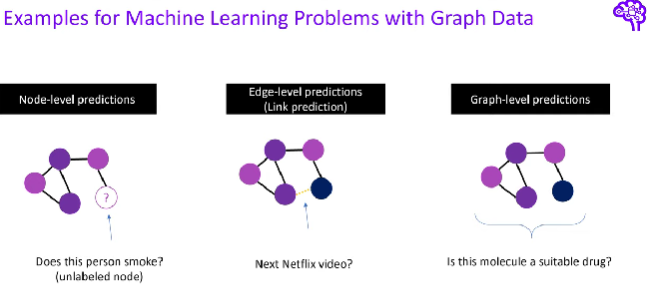 Examples for Machine Learning Problems with Graph Data
Node-level predictions
Edge-level predictions
(Link prediction)
Graph-level predictions
?
Does this person smoke?
(unlabeled node)
Next Netflix video?
Is this molecule a suitable drug?